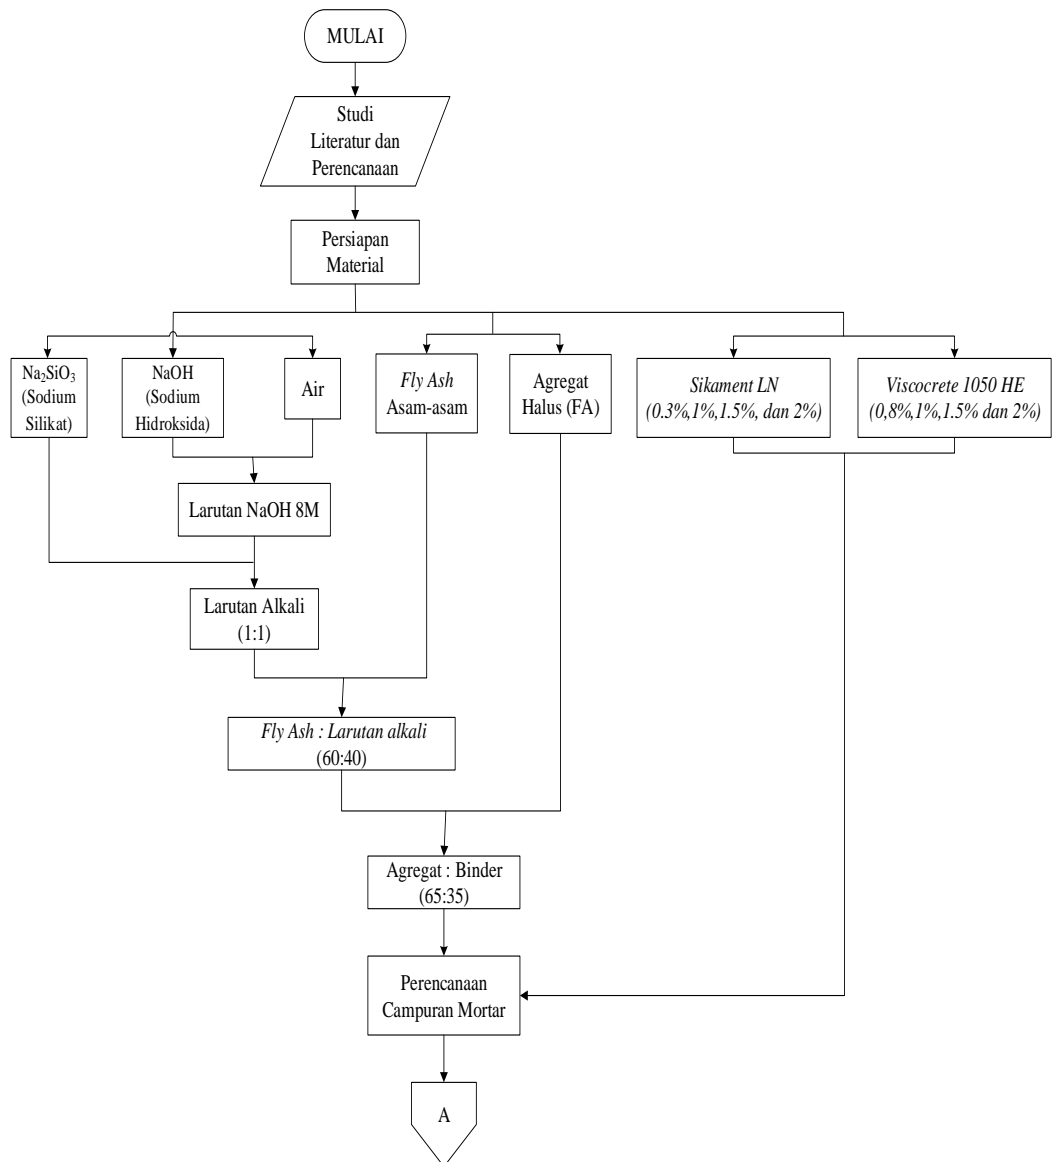 MULAI
Studi
Literatur dan
Perencanaan
Persiapan
Material
Na₂SiO₃
(Sodium
Silikat)
NaOH
(Sodium
Hidroksida)
Air
Fly Ash
Asam-asam
Agregat
Halus (FA)
Sikament LN
(0.3%,1%,1.5%, dan 2%)
Viscocrete 1050 HE
(0,8%,1%,1.5% dan 2%)
Larutan NaOH 8M
Larutan Alkali
(1:1)
Fly Ash : Larutan alkali
(60:40)
Agregat : Binder
(65:35)
Perencanaan
Campuran Mortar
A